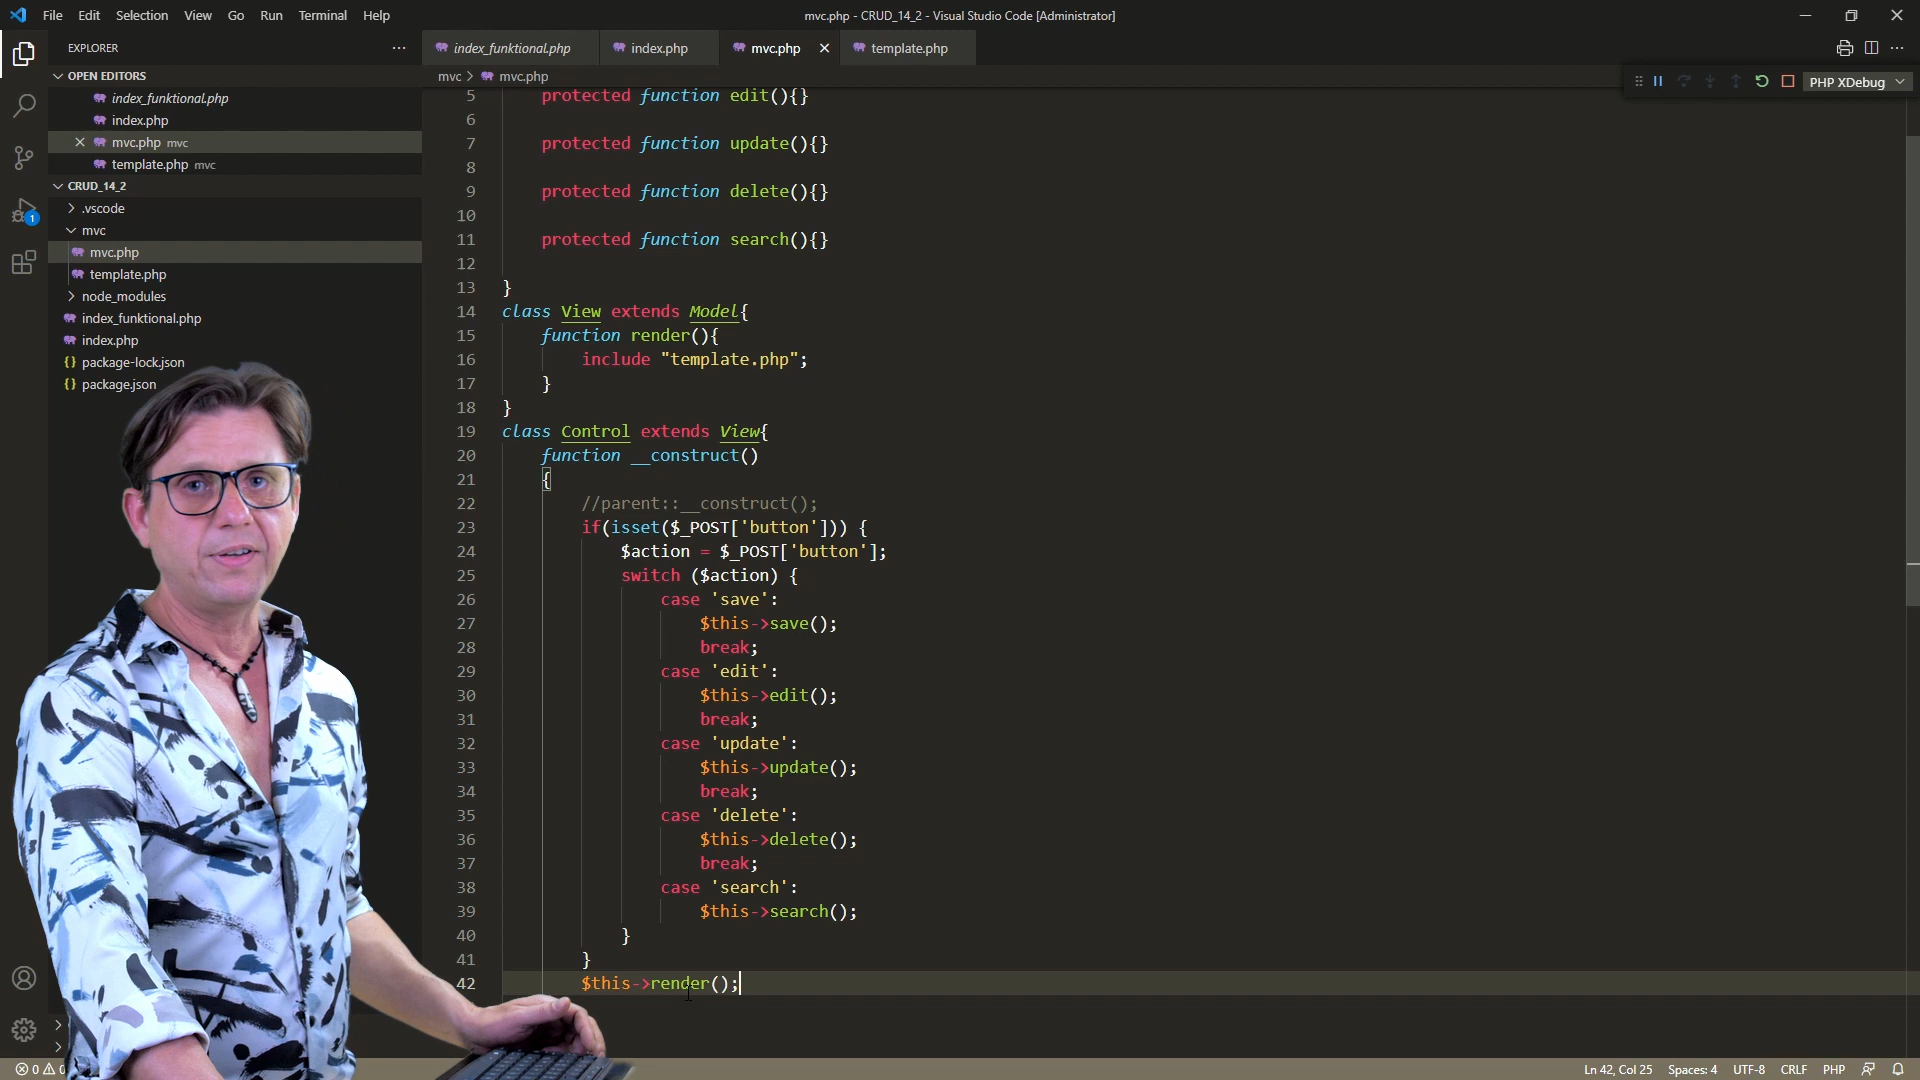 File Edit Selection View Go Run Terminal Help
mvc.php - CRUD_14_2 - Visual Studio Code [Administrator]
EXPLORER
OPEN EDITORS
index_funktional.php
index.php
mvc.php mvc
template.php mvc
CRUD_14_2
.vscode
mvc
mvc.php
template.php
node_modules
index_funktional.php
index.php
package-lock.json
package.json
1
index_funktional.php index.php mvc.php template.php
mvc > mvc.php
PHP XDebug
5 protected function edit(){}
6
7 protected function update(){}
8
9 protected function delete(){}
10
11 protected function search(){}
12
13 }
14 class View extends Model{
15 function render(){
16 include "template.php";
17 }
18 }
19 class Control extends View{
20 function __construct()
21 {
22 //parent::__construct();
23 if(isset($_POST['button'])) {
24 $action = $_POST['button'];
25 switch ($action) {
26 case 'save':
27 $this->save();
28 break;
29 case 'edit':
30 $this->edit();
31 break;
32 case 'update':
33 $this->update();
34 break;
35 case 'delete':
36 $this->delete();
37 break;
38 case 'search':
39 $this->search();
40 }
41 }
42 $this->render();
0 0
Ln 42, Col 25 Spaces: 4 UTF-8 CRLF PHP